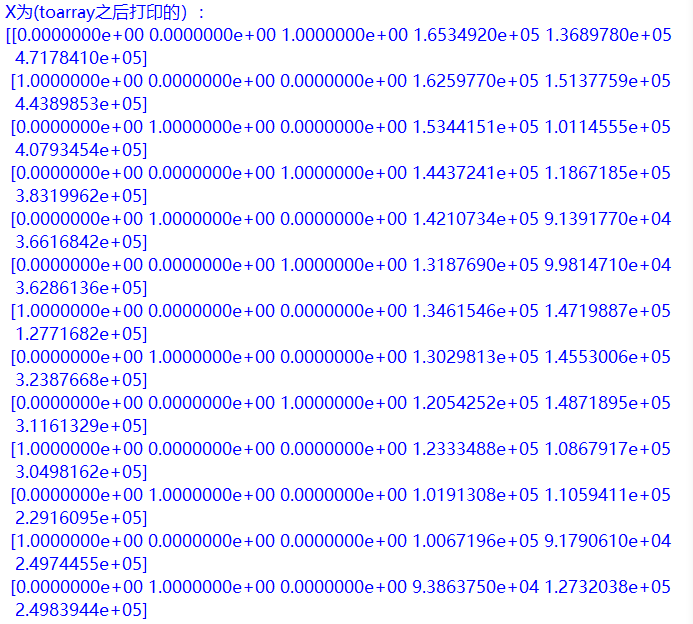 X为(toarray之后打印的）：
[[0.0000000e+00 0.0000000e+00 1.0000000e+00 1.6534920e+05 1.3689780e+05
4.7178410e+05]
[1.0000000e+00 0.0000000e+00 0.0000000e+00 1.6259770e+05 1.5137759e+05
4.4389853e+05]
[0.0000000e+00 1.0000000e+00 0.0000000e+00 1.5344151e+05 1.0114555e+05
4.0793454e+05]
[0.0000000e+00 0.0000000e+00 1.0000000e+00 1.4437241e+05 1.1867185e+05
3.8319962e+05]
[0.0000000e+00 1.0000000e+00 0.0000000e+00 1.4210734e+05 9.1391770e+04
3.6616842e+05]
[0.0000000e+00 0.0000000e+00 1.0000000e+00 1.3187690e+05 9.9814710e+04
3.6286136e+05]
[1.0000000e+00 0.0000000e+00 0.0000000e+00 1.3461546e+05 1.4719887e+05
1.2771682e+05]
[0.0000000e+00 1.0000000e+00 0.0000000e+00 1.3029813e+05 1.4553006e+05
3.2387668e+05]
[0.0000000e+00 0.0000000e+00 1.0000000e+00 1.2054252e+05 1.4871895e+05
3.1161329e+05]
[1.0000000e+00 0.0000000e+00 0.0000000e+00 1.2333488e+05 1.0867917e+05
3.0498162e+05]
[0.0000000e+00 1.0000000e+00 0.0000000e+00 1.0191308e+05 1.1059411e+05
2.2916095e+05]
[1.0000000e+00 0.0000000e+00 0.0000000e+00 1.0067196e+05 9.1790610e+04
2.4974455e+05]
[0.0000000e+00 1.0000000e+00 0.0000000e+00 9.3863750e+04 1.2732038e+05
2.4983944e+05]